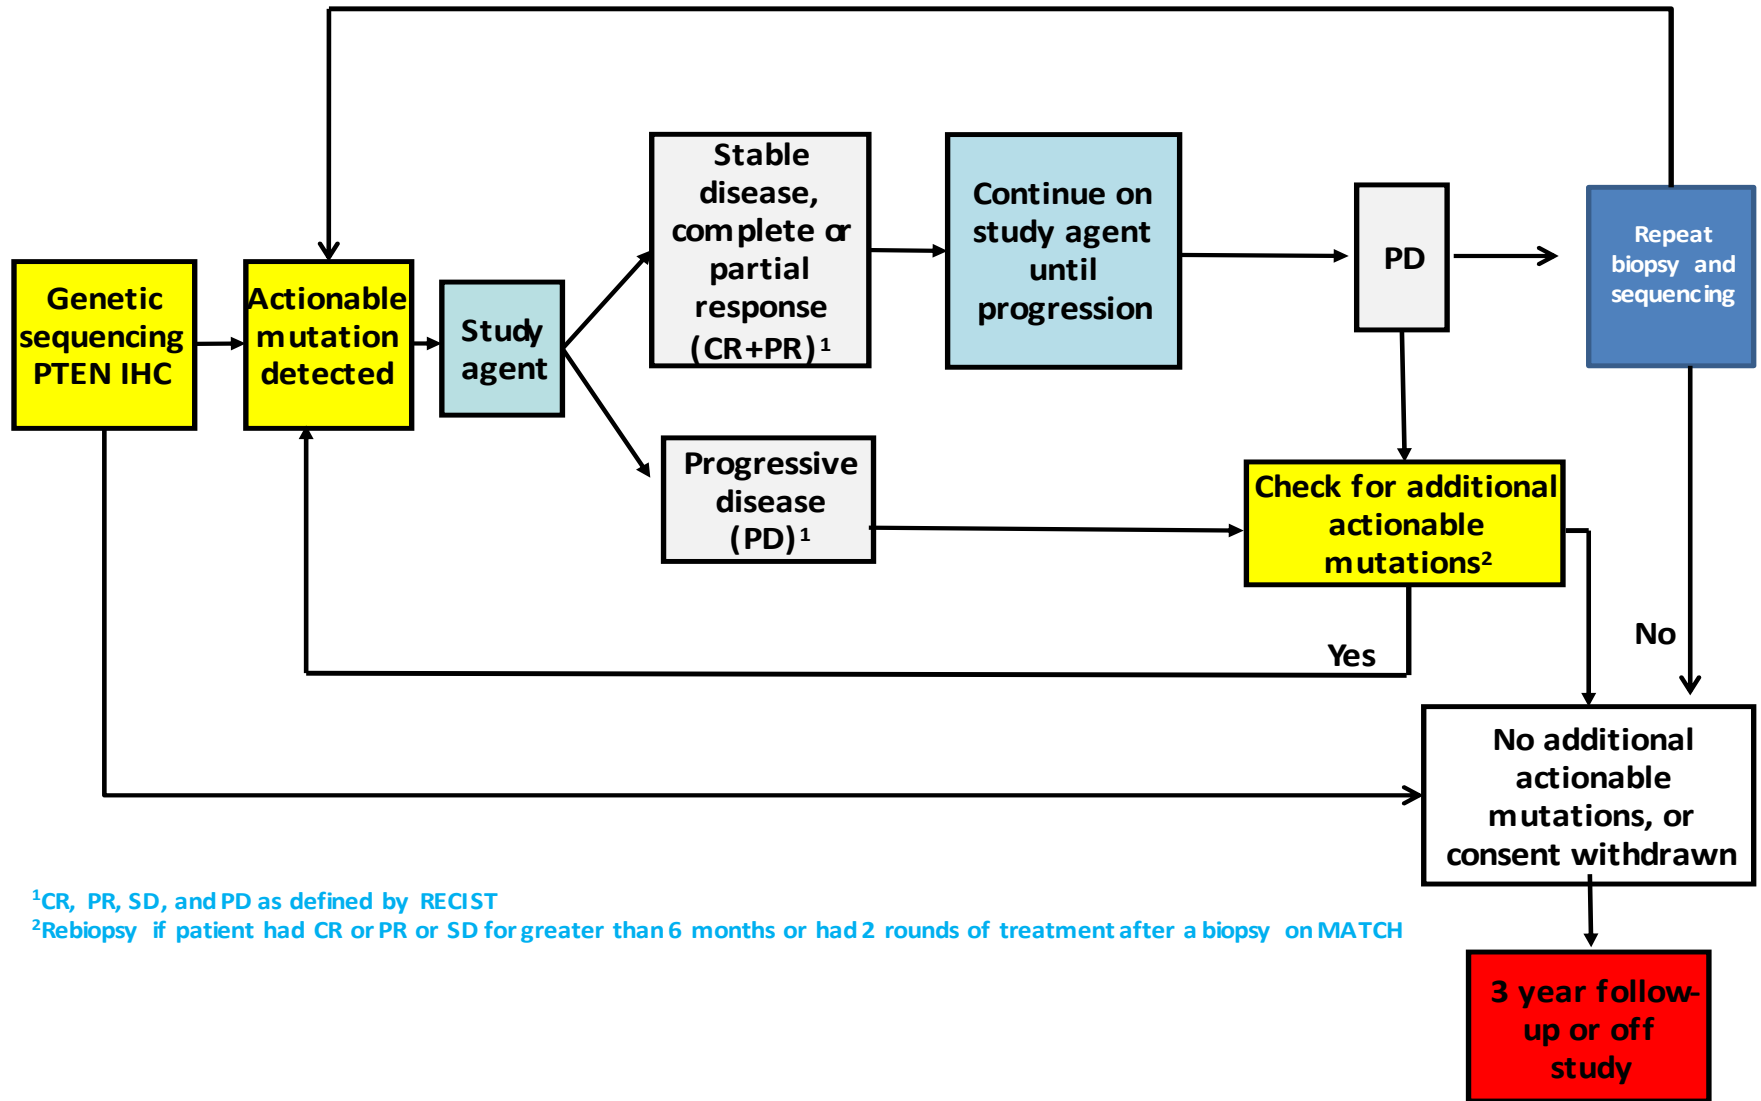 Genetic
sequencing
PTEN IHC
Actionable
mutation
detected
Study
agent
Stable
disease,
complete or
partial
response
(CR+PR)¹
Continue on
study agent
until
progression
PD
Repeat
biopsy and
sequencing
Progressive
disease
(PD)¹
Check for additional
actionable
mutations²
Yes
No
No additional
actionable
mutations, or
consent withdrawn
3 year follow-
up or off
study
¹CR, PR, SD, and PD as defined by RECIST
²Rebiopsy if patient had CR or PR or SD for greater than 6 months or had 2 rounds of treatment after a biopsy on MATCH